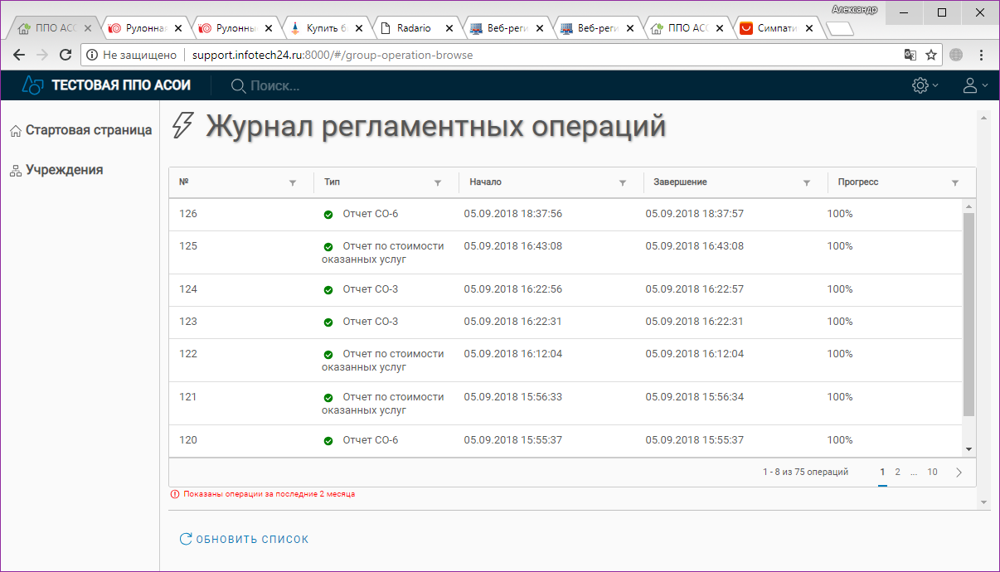 Александр
ППО АСО
Рулонная
Рулонны
Купить б
Radario
Веб-реги
Веб-реги
ППО АСО
Симпати
Не защищено support.infotech24.ru:8000/#/group-operation-browse
ТЕСТОВАЯ ППО АСОИ
Поиск...
Стартовая страница
Учреждения
Журнал регламентных операций
№ Тип Начало Завершение Прогресс
126 Отчет СО-6 05.09.2018 18:37:56 05.09.2018 18:37:57 100%
125 Отчет по стоимости 05.09.2018 16:43:08 05.09.2018 16:43:08 100%
оказанных услуг
124 Отчет СО-3 05.09.2018 16:22:56 05.09.2018 16:22:57 100%
123 Отчет СО-3 05.09.2018 16:22:31 05.09.2018 16:22:31 100%
122 Отчет по стоимости 05.09.2018 16:12:04 05.09.2018 16:12:04 100%
оказанных услуг
121 Отчет по стоимости 05.09.2018 15:56:33 05.09.2018 15:56:34 100%
оказанных услуг
120 Отчет СО-6 05.09.2018 15:55:37 05.09.2018 15:55:37 100%
1 - 8 из 75 операций 1 2 ... 10
Показаны операции за последние 2 месяца
ОБНОВИТЬ СПИСОК